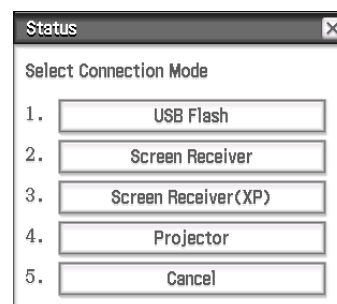 Status
Select Connection Mode
1. USB Flash
2. Screen Receiver
3. Screen Receiver(XP)
4. Projector
5. Cancel